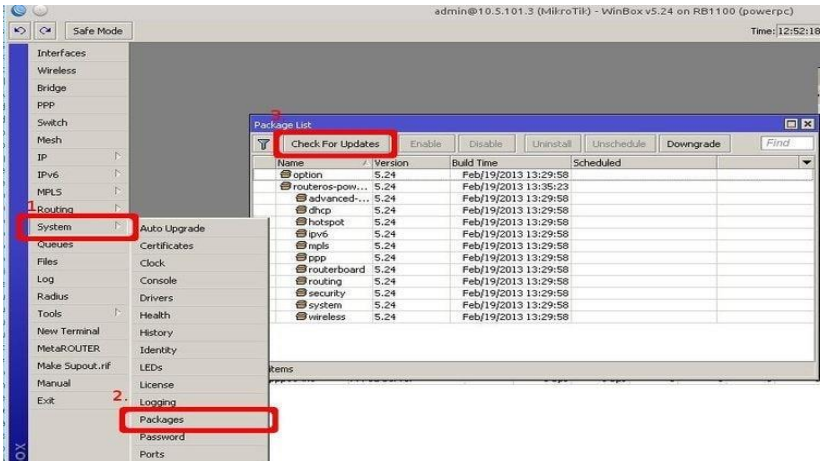 admin@10.5.101.3 (MikroTik) - WinBox v5.24 on RB1100 (powerpc)
Safe Mode
Time: 12:52:18
Interfaces
Wireless
Bridge
PPP
Switch
Mesh
IP
IPv6
MPLS
1.
Routing
System
Queues
Files
Log
Radius
Tools
New Terminal
MetaROUTER
Make Supout.rif
Manual
Exit
Auto Upgrade
Certificates
Clock
Console
Drivers
Health
History
Identity
LEDs
License
2.
Logging
Packages
Password
Ports
3
Package List
Check For Updates Enable Disable Uninstall Unschedule Downgrade Find
Name Version Build Time Scheduled
option 5.24 Feb/19/2013 13:29:58
routeros-pow... 5.24 Feb/19/2013 13:35:23
advanced-... 5.24 Feb/19/2013 13:29:58
dhcp 5.24 Feb/19/2013 13:29:58
hotspot 5.24 Feb/19/2013 13:29:58
ipv6 5.24 Feb/19/2013 13:29:58
mpls 5.24 Feb/19/2013 13:29:58
ppp 5.24 Feb/19/2013 13:29:58
routerboard 5.24 Feb/19/2013 13:29:58
routing 5.24 Feb/19/2013 13:29:58
security 5.24 Feb/19/2013 13:29:58
system 5.24 Feb/19/2013 13:29:58
wireless 5.24 Feb/19/2013 13:29:58
items